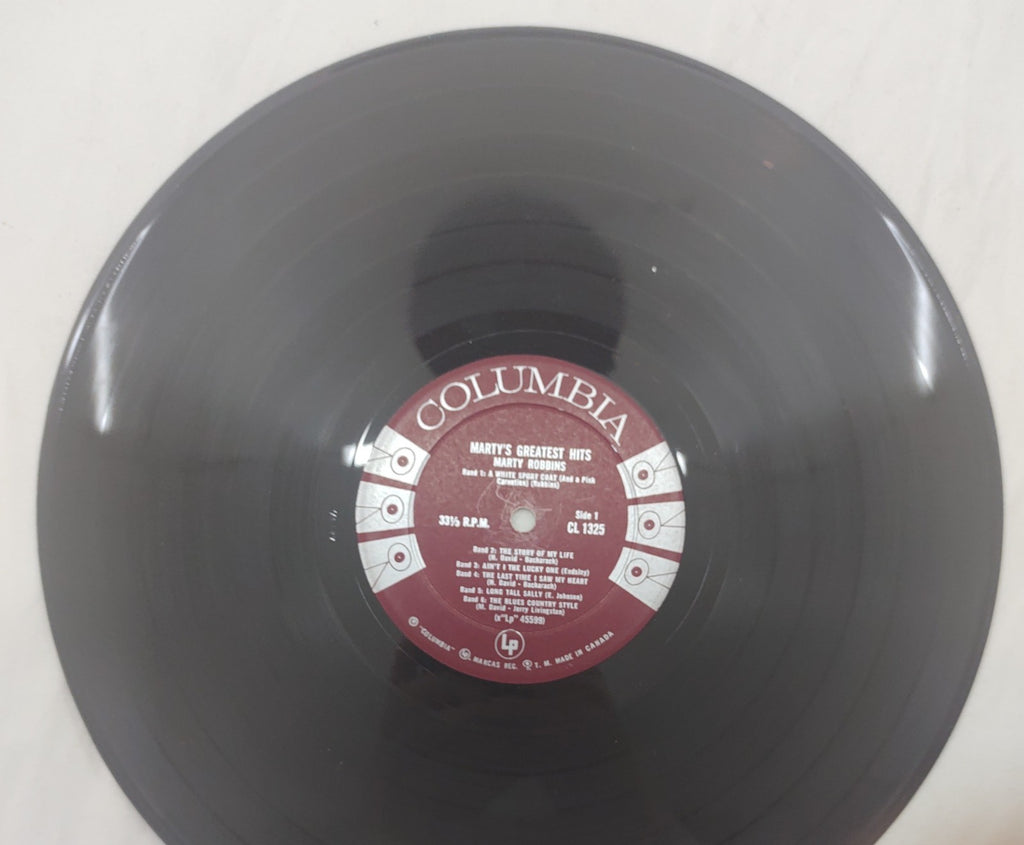 COLUMBIA
MARTY'S GREATEST HITS
MARTY ROBBINS
Band 1: A WHITE SPORT COAT (And a Pink
Carnation) (Robbins)
33⅓ R.P.M.
Side 1
CL 1325
Band 2: THE STORY OF MY LIFE
(H. David - Bacharach)
Band 3: AIN'T I THE LUCKY ONE (Endsley)
Band 4: THE LAST TIME I SAW MY HEART
(H. David - Bacharach)
Band 5: LONG TALL SALLY (E. Johnson)
Band 6: THE BLUES COUNTRY STYLE
(M. David - Jerry Livingston)
(x"Lp" 45599)
Lp
"COLUMBIA" MARCAS REG. T. M. MADE IN CANADA